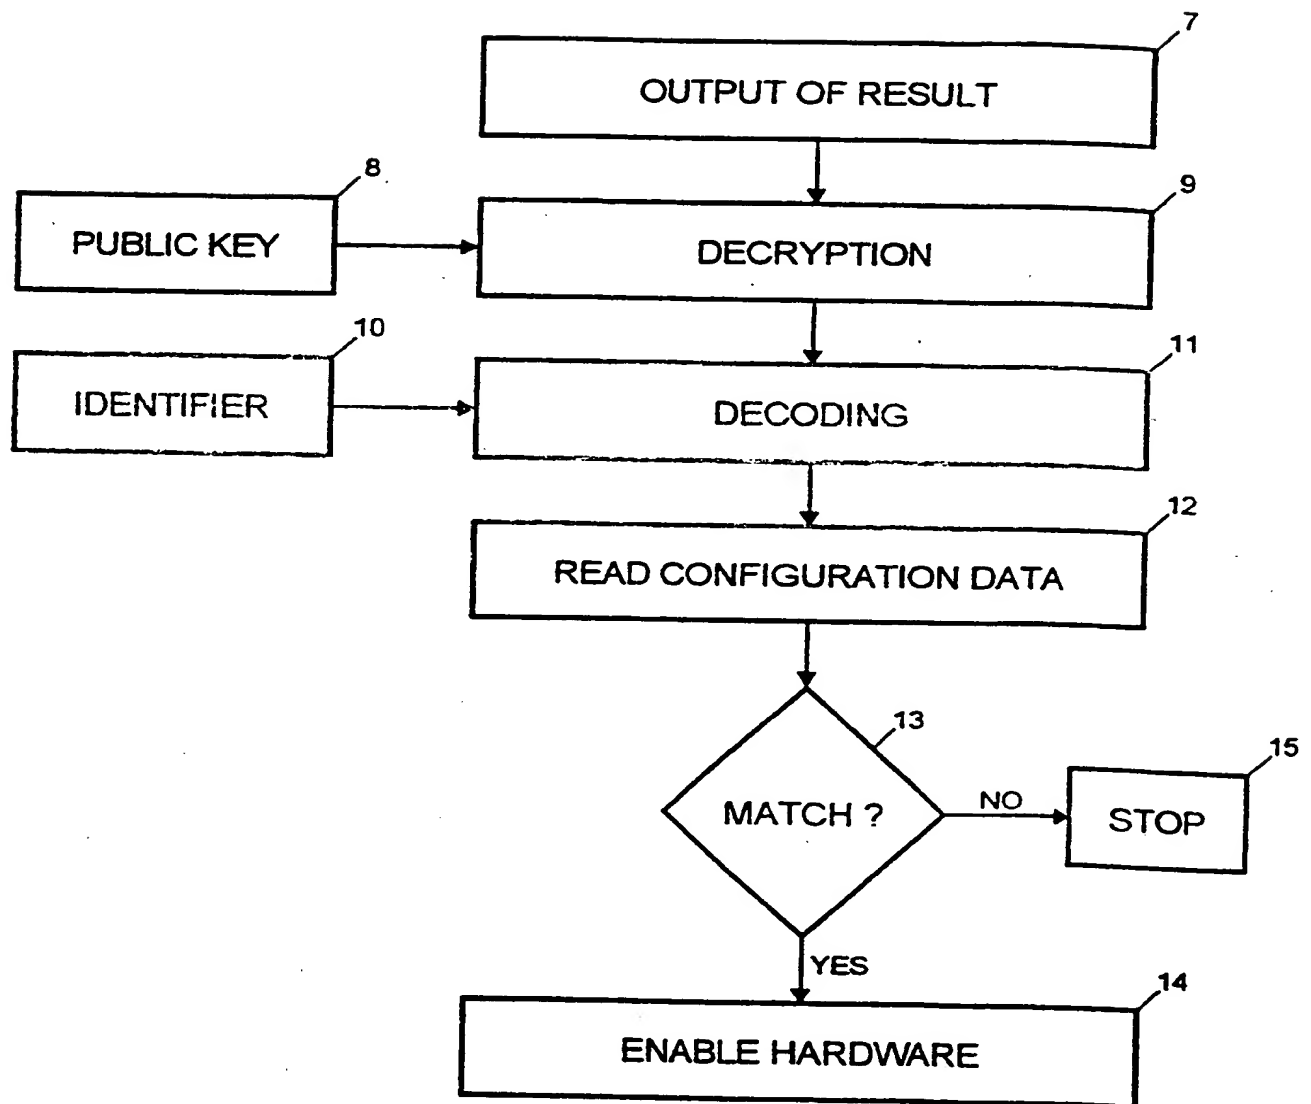 7
OUTPUT OF RESULT
8
PUBLIC KEY
9
DECRYPTION
10
IDENTIFIER
11
DECODING
12
READ CONFIGURATION DATA
13
MATCH ?
NO
15
STOP
YES
14
ENABLE HARDWARE